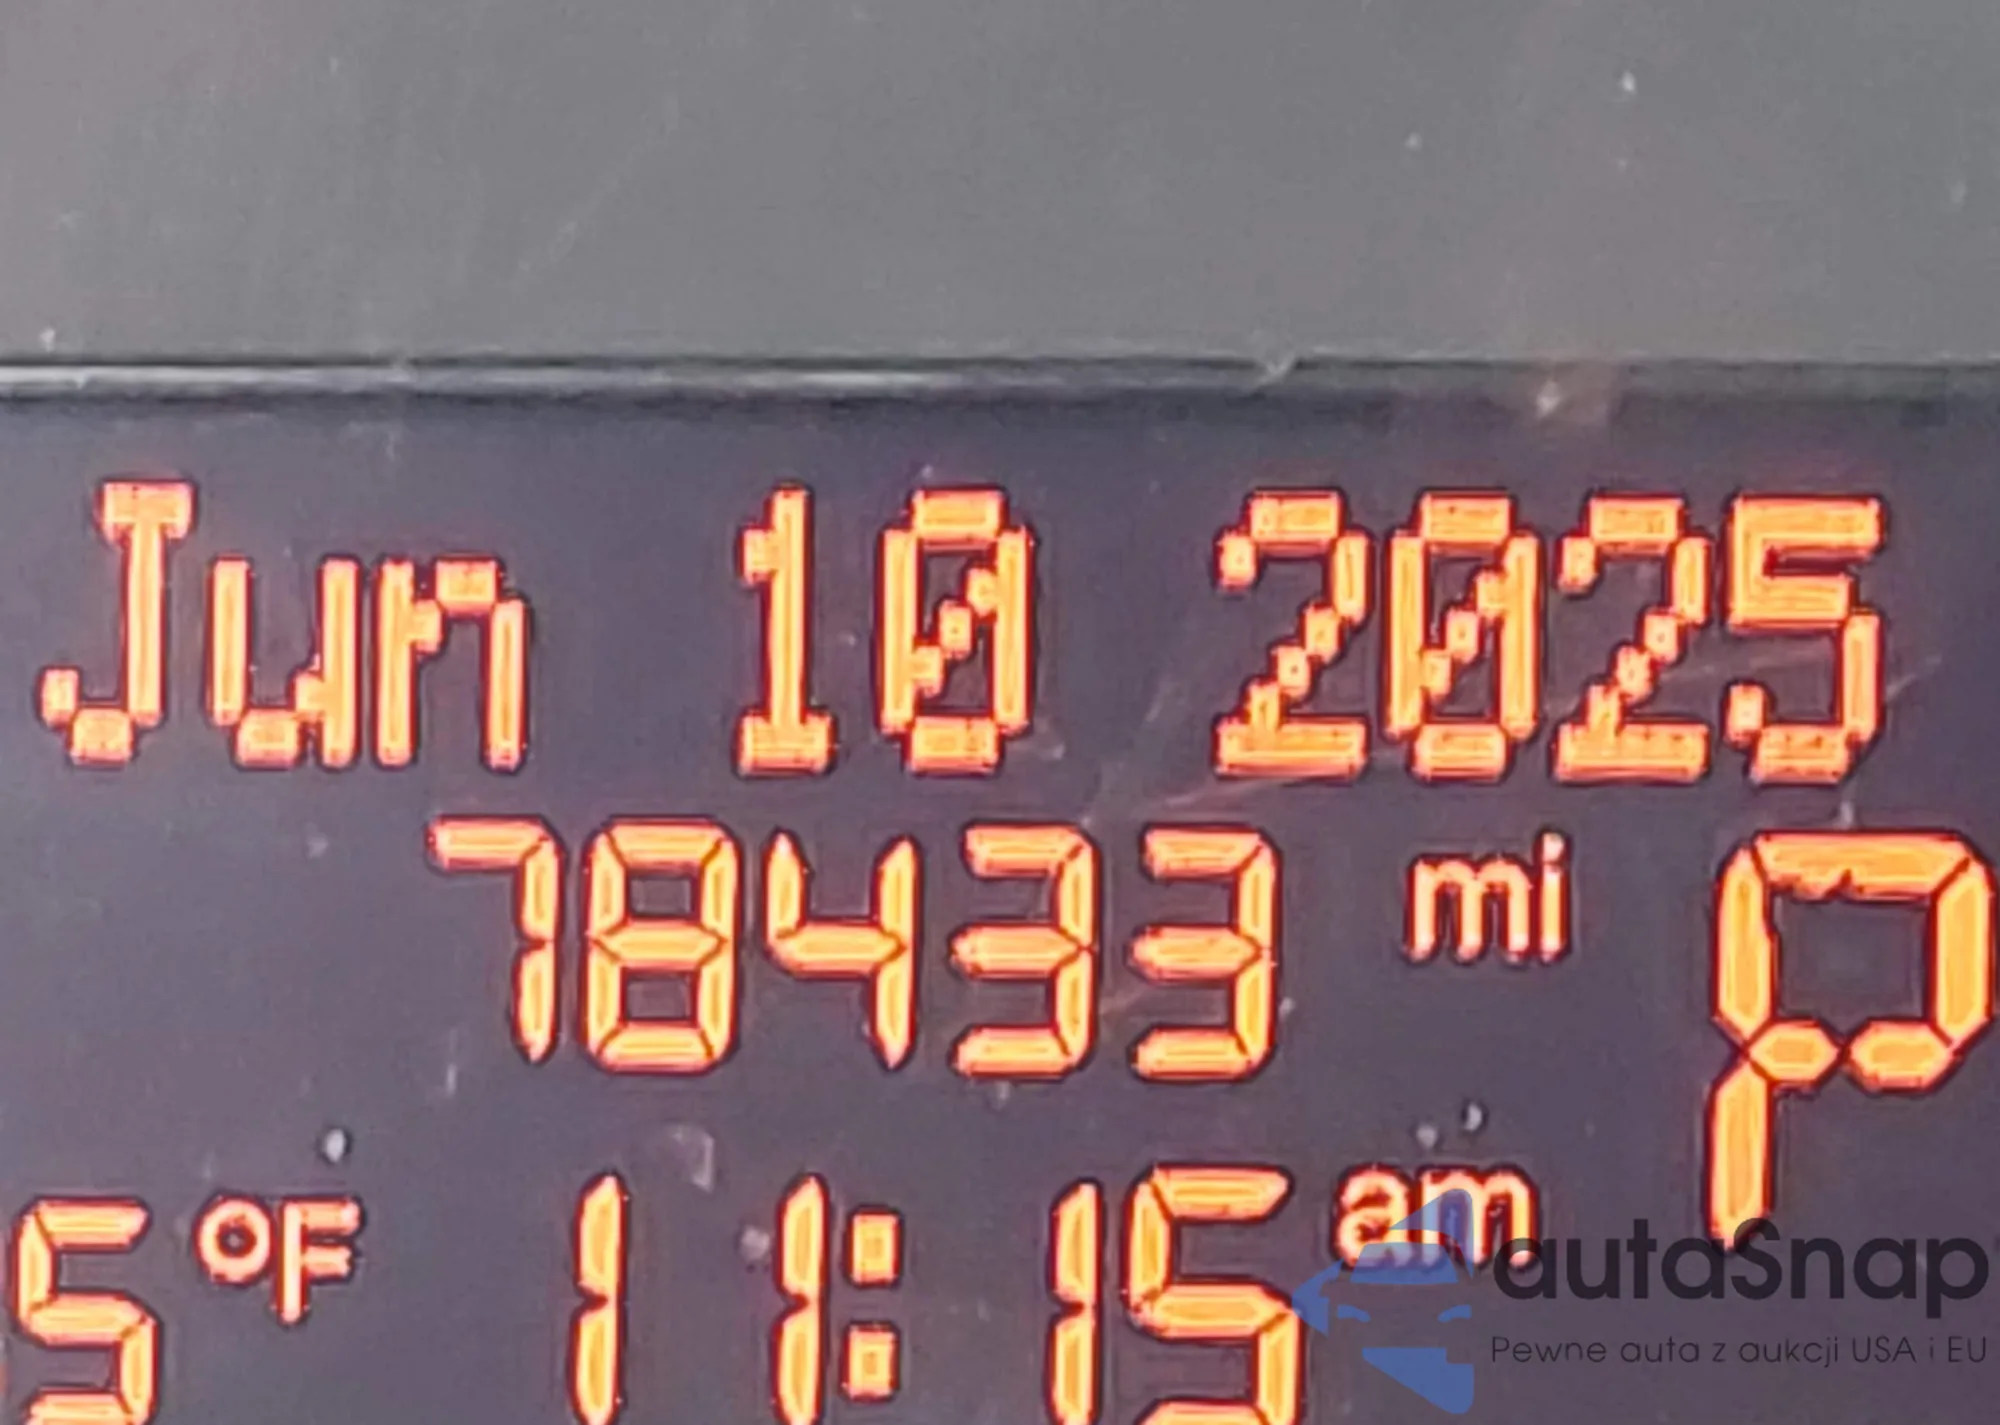 Jun 10 2025
78433 mi P
5 °F 11:15 am
autaSnap
Pewne auta z aukcji USA i EU